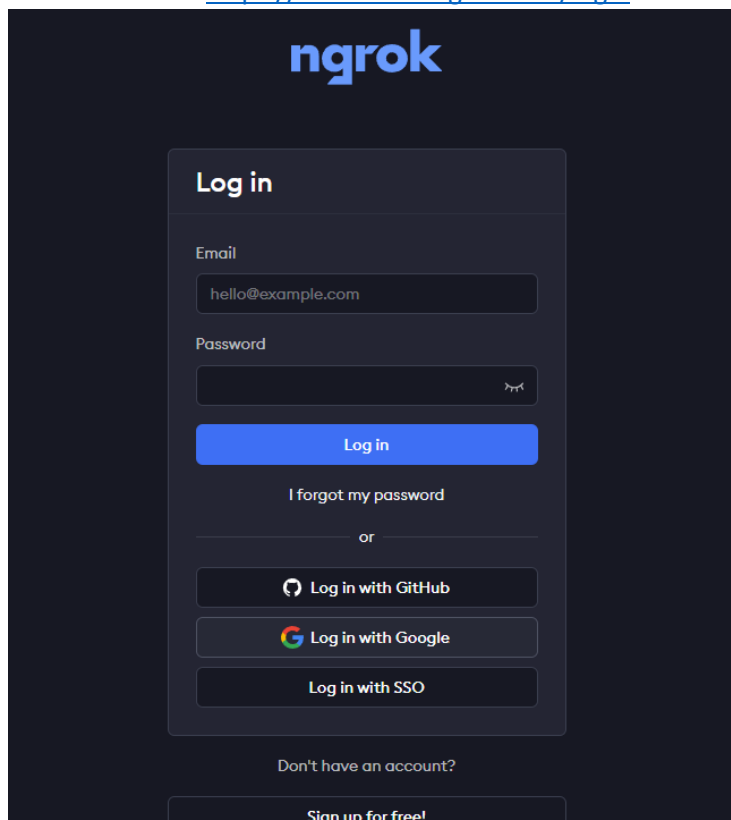 ngrok
Log in
Email
hello@example.com
Password
Log in
I forgot my password
or
Log in with GitHub
Log in with Google
Log in with SSO
Don't have an account?
Sign up for free!